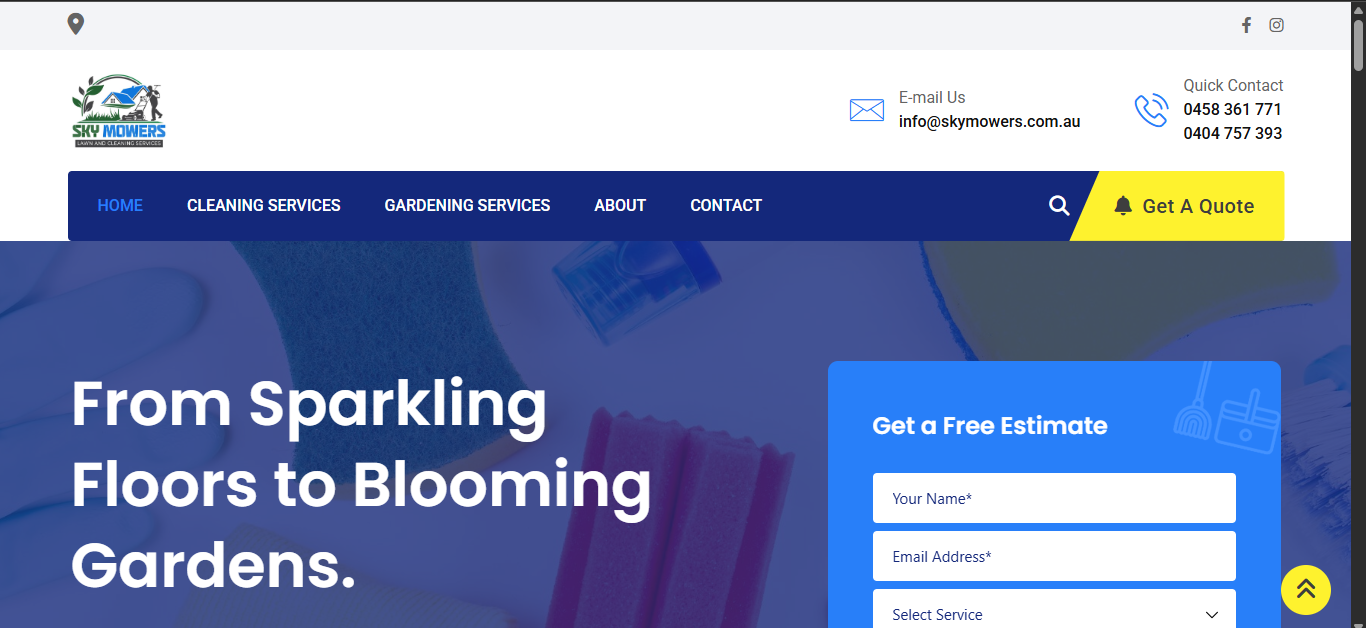 SKY MOWERS
LAWN AND CLEANING SERVICES
E-mail Us
info@skymowers.com.au
Quick Contact
0458 361 771
0404 757 393
HOME
CLEANING SERVICES
GARDENING SERVICES
ABOUT
CONTACT
Get A Quote
From Sparkling
Floors to Blooming
Gardens.
Get a Free Estimate
Your Name*
Email Address*
Select Service